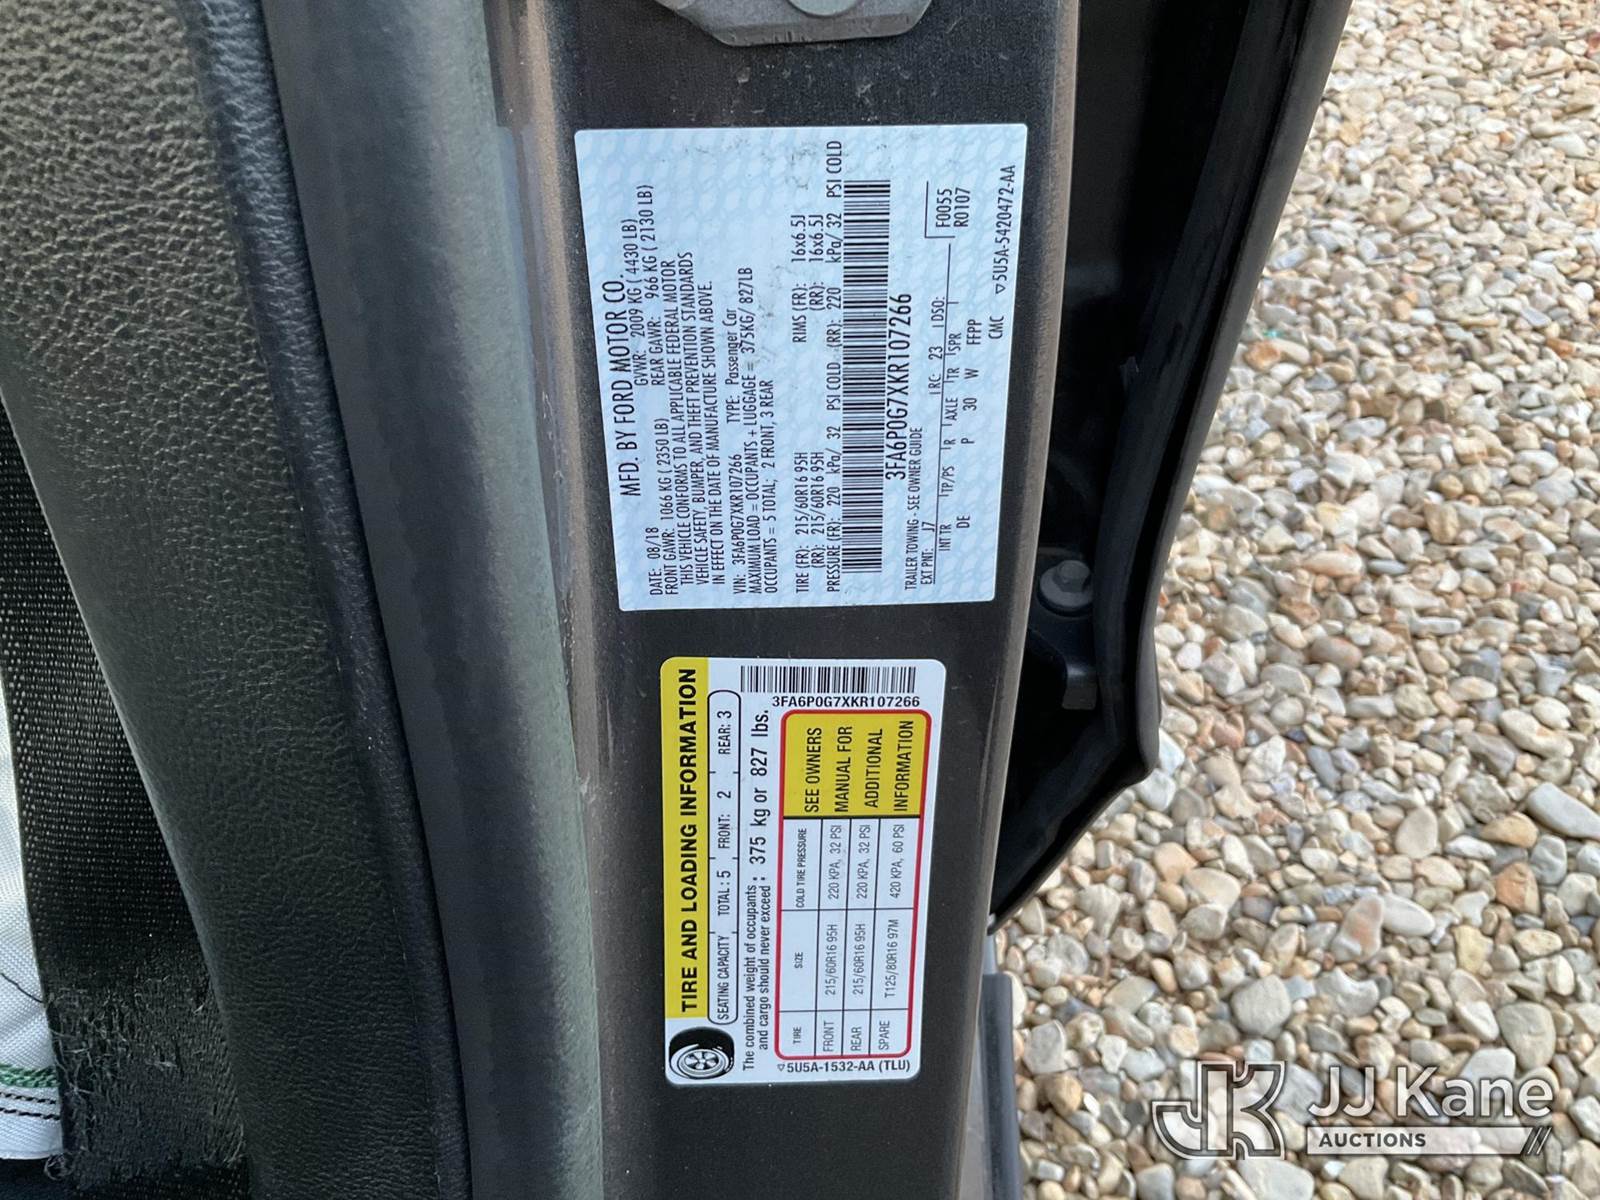 MFD. BY FORD MOTOR CO.
DATE: 08/18 GVWR: 2009 KG ( 4430 LB)
FRONT GAWR: 1066 KG ( 2350 LB) REAR GAWR: 966 KG ( 2130 LB)
THIS VEHICLE CONFORMS TO ALL APPLICABLE FEDERAL MOTOR
VEHICLE SAFETY, BUMPER, AND THEFT PREVENTION STANDARDS
IN EFFECT ON THE DATE OF MANUFACTURE SHOWN ABOVE.
VIN: 3FA6P0G7XKR107266 TYPE: Passenger Car
MAXIMUM LOAD = OCCUPANTS + LUGGAGE = 375KG/ 827LB
OCCUPANTS = 5 TOTAL; 2 FRONT, 3 REAR
TIRE (FR): 215/60R16 95H RIMS (FR): 16x6.5J
(RR): 215/60R16 95H (RR): 16x6.5J
PRESSURE (FR): 220 kPa/ 32 PSI COLD (RR): 220 kPa/ 32 PSI COLD
3FA6P0G7XKR107266
TRAILER TOWING - SEE OWNER GUIDE
EXT PNT: J7 RC: 23 DSO: F0055
INT TR TP/PS R AXLE TR SPR R0107
DE P 30 W FFPP
CMC 5U5A-5420472-AA
TIRE AND LOADING INFORMATION
SEATING CAPACITY TOTAL: 5 FRONT: 2 REAR: 3
The combined weight of occupants
and cargo should never exceed: 375 kg or 827 lbs.
3FA6P0G7XKR107266
TIRE SIZE COLD TIRE PRESSURE
FRONT 215/60R16 95H 220 KPA, 32 PSI
REAR 215/60R16 95H 220 KPA, 32 PSI
SPARE T125/80R16 97M 420 KPA, 60 PSI
SEE OWNERS
MANUAL FOR
ADDITIONAL
INFORMATION
5U5A-1532-AA (TLU)
JK JJ Kane
AUCTIONS